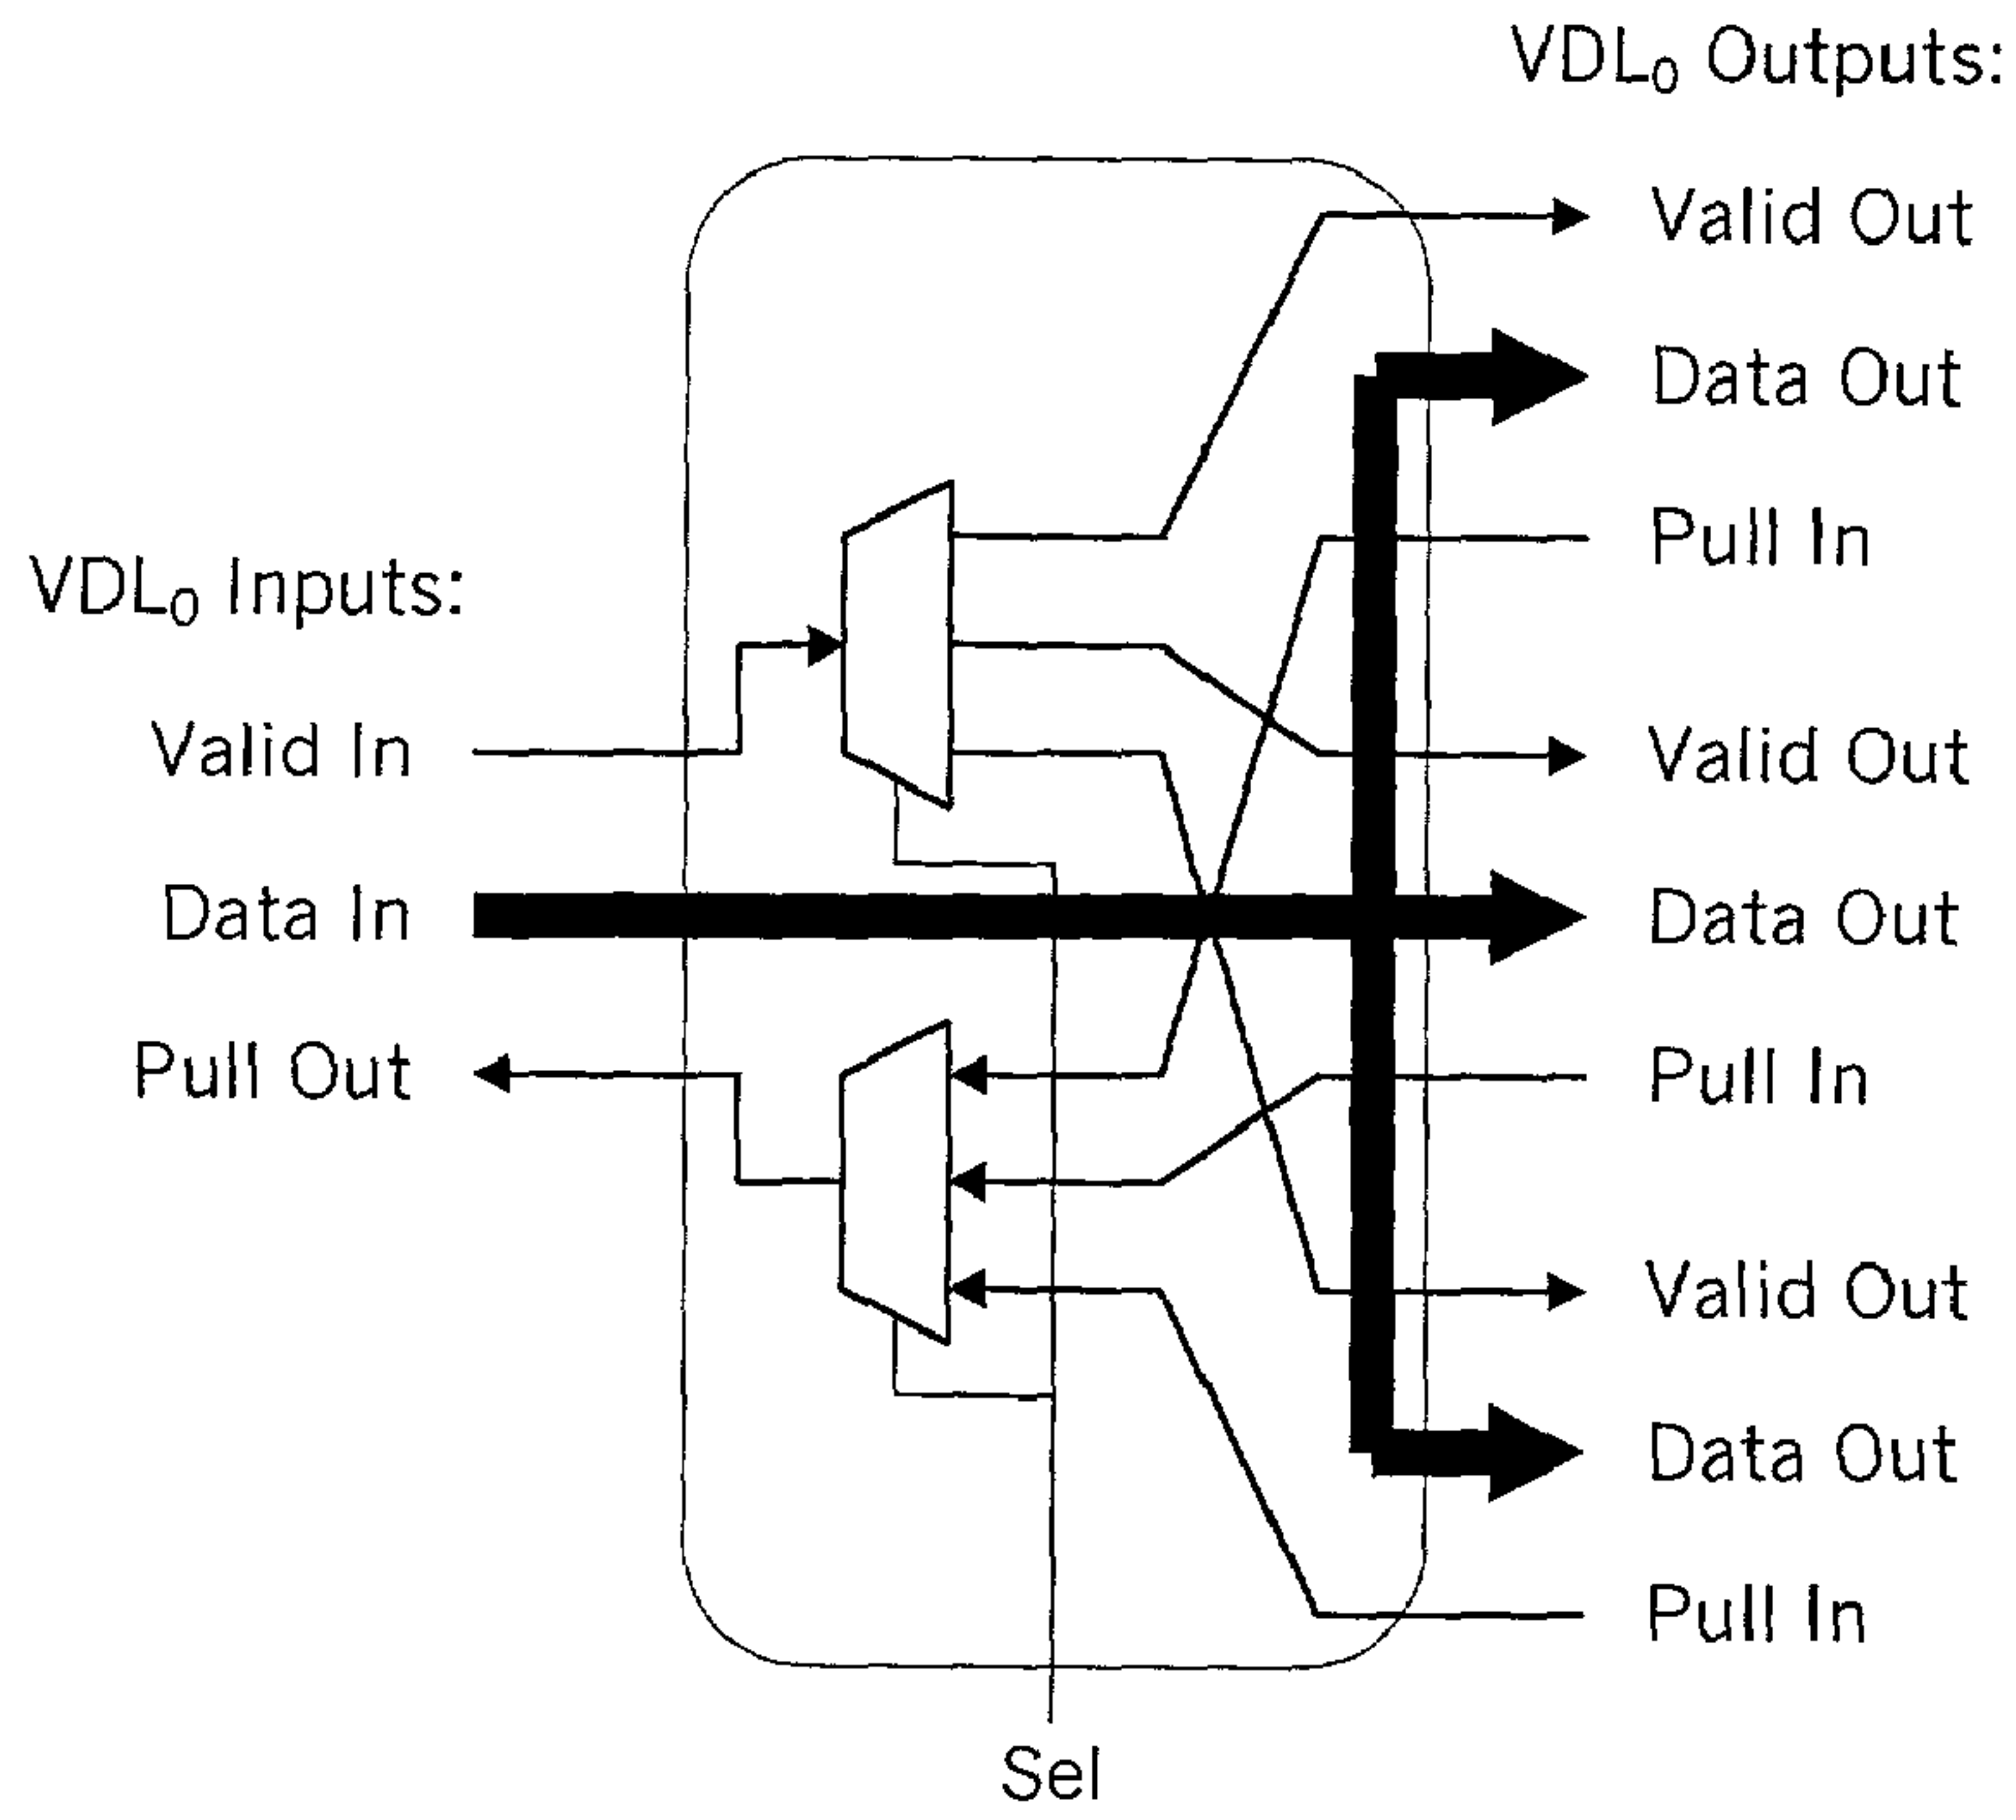 VDL₀ Outputs:
Valid Out
Data Out
Pull In
VDL₀ Inputs:
Valid In
Valid Out
Data In
Data Out
Pull Out
Pull In
Valid Out
Data Out
Pull In
Sel